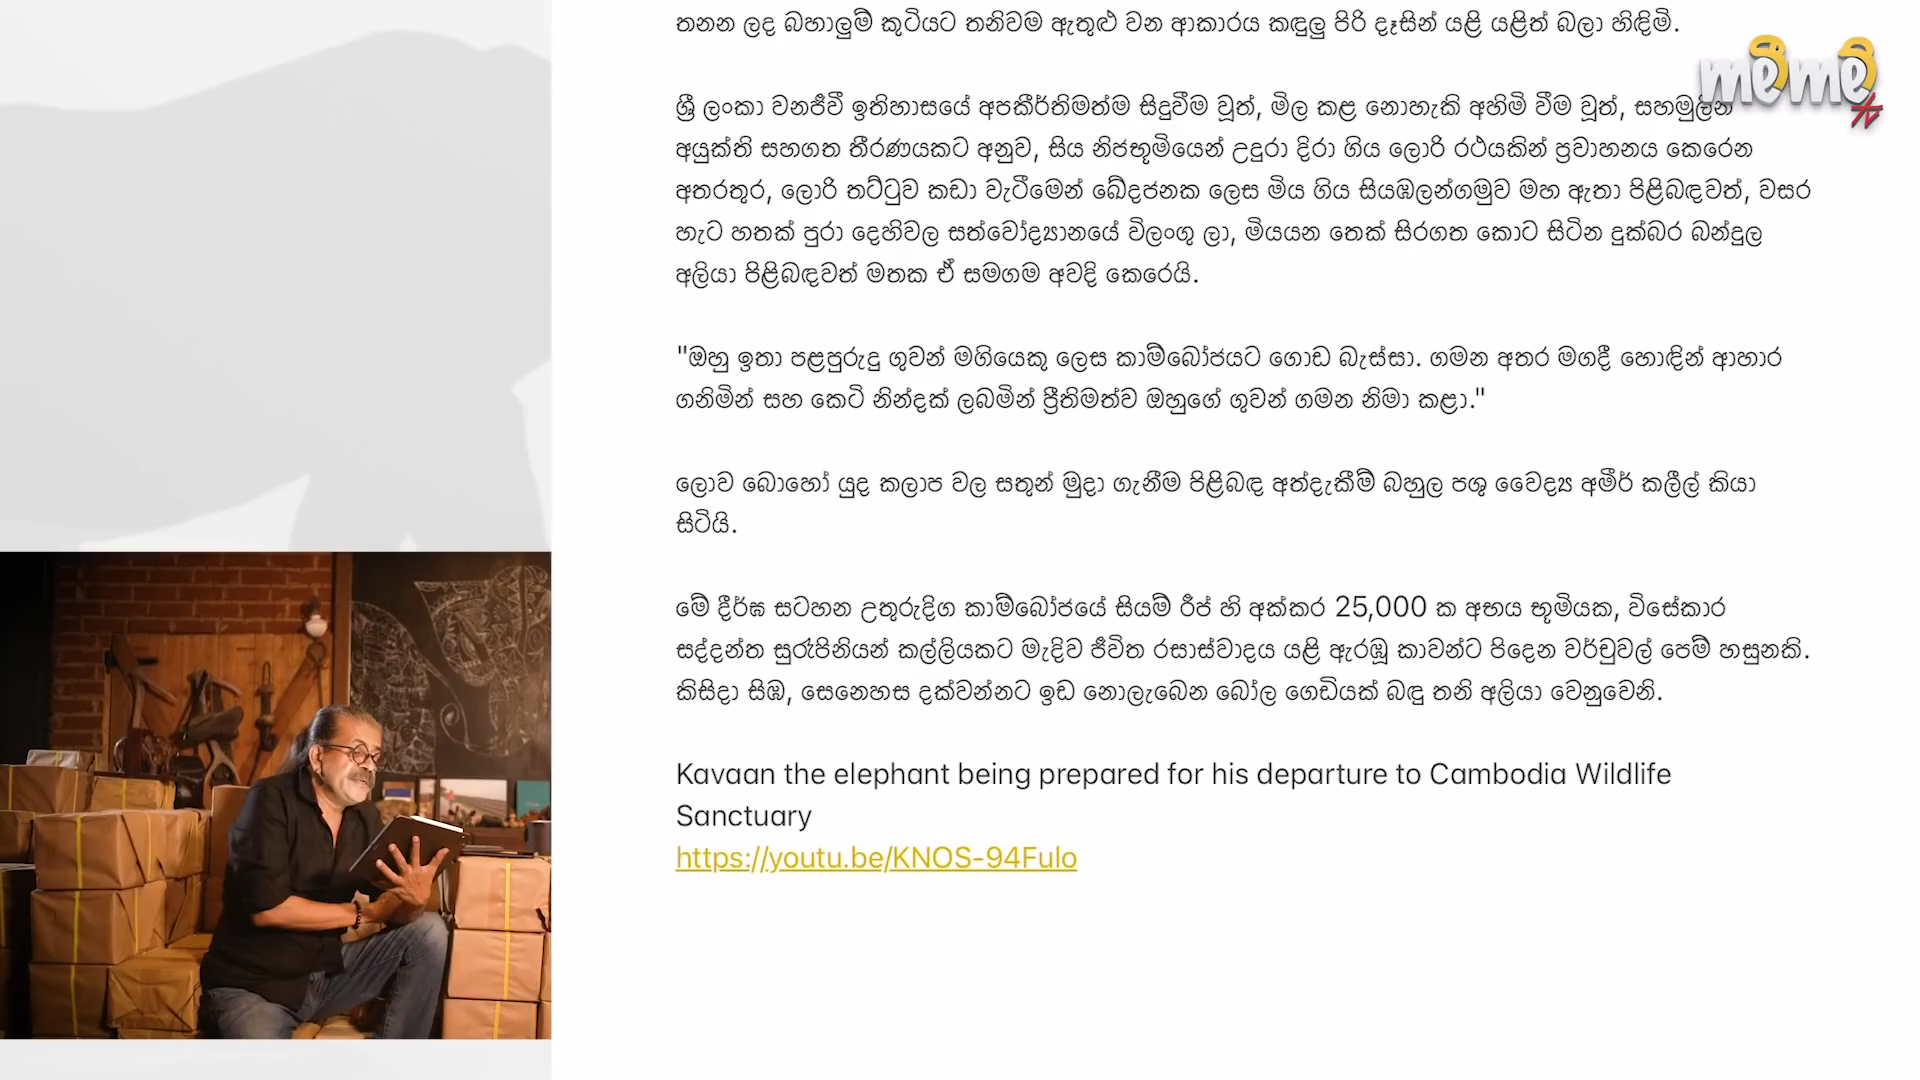 තනන ලද බහාලුම් කුටියට තනිවම ඇතුළු වන ආකාරය කඳුලු පිරි දෑසින් යළි යළිත් බලා හිඳිමි.
මීමී tv
ශ්‍රී ලංකා වනජීවී ඉතිහාසයේ අපකීර්තිමත්ම සිදුවීම වූත්, මිල කළ නොහැකි අහිමි වීම වූත්, සහමුලින්
අයුක්ති සහගත තීරණයකට අනුව, සිය නිජභූමියෙන් උදුරා දිරා ගිය ලොරි රථයකින් ප්‍රවාහනය කෙරෙන
අතරතුර, ලොරි තට්ටුව කඩා වැටීමෙන් ඛේදජනක ලෙස මිය ගිය සියඹලන්ගමුව මහ ඇතා පිළිබඳවත්, වසර
හැට හතක් පුරා දෙහිවල සත්වෝද්‍යානයේ විලංගු ලා, මියයන තෙක් සිරගත කොට සිටින දුක්බර බන්දුල
අලියා පිළිබඳවත් මතක ඒ සමගම අවදි කෙරෙයි.
"ඔහු ඉතා පළපුරුදු ගුවන් මගියෙකු ලෙස කාම්බෝජයට ගොඩ බැස්සා. ගමන අතර මගදී හොඳින් ආහාර
ගනිමින් සහ කෙටි නින්දක් ලබමින් ප්‍රීතිමත්ව ඔහුගේ ගුවන් ගමන නිමා කළා."
ලොව බොහෝ යුද කලාප වල සතුන් මුදා ගැනීම පිළිබඳ අත්දැකීම් බහුල පශු වෛද්‍ය අමීර් කලීල් කියා
සිටියි.
මේ දීර්ඝ සටහන උතුරුදිග කාම්බෝජයේ සියම් රීප් හි අක්කර 25,000 ක අභය භූමියක, විසේකාර
සද්දන්ත සුරූපිනියන් කල්ලියකට මැදිව ජීවිත රසාස්වාදය යළි ඇරඹූ කාවන්ට පිදෙන වර්චුවල් පෙම් හසුනකි.
කිසිදා සිඹ, සෙනෙහස දක්වන්නට ඉඩ නොලැබෙන බෝල ගෙඩියක් බඳු තනි අලියා වෙනුවෙනි.
Kavaan the elephant being prepared for his departure to Cambodia Wildlife
Sanctuary
https://youtu.be/KNOS-94Fulo